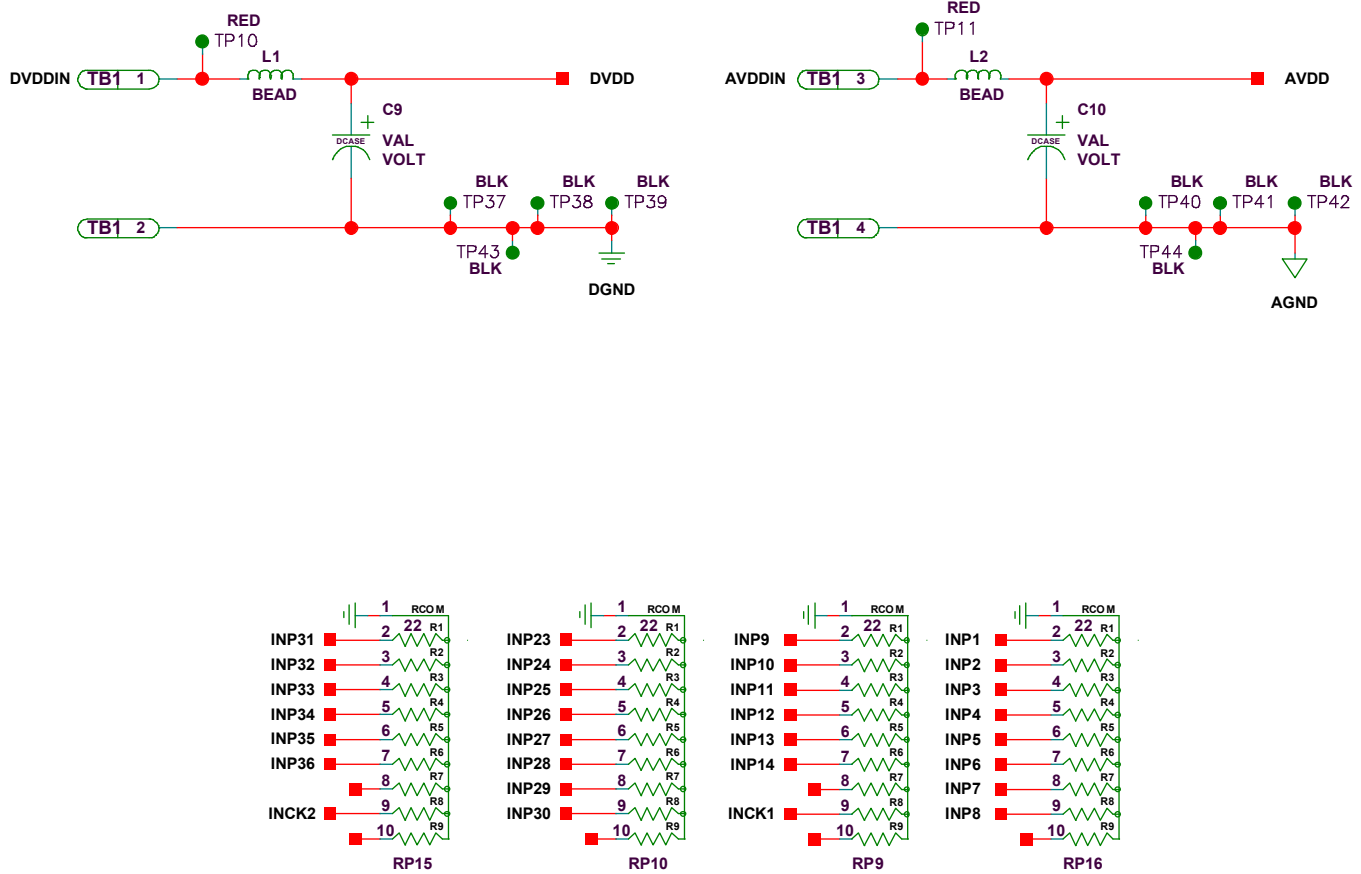 RED
TP10
L1
DVDDIN TB1 1 DVDD
BEAD
C9
+
DCASE VAL
VOLT
BLK BLK BLK
TP37 TP38 TP39
TB1 2
TP43
BLK
DGND
RED
TP11
L2
AVDDIN TB1 3 AVDD
BEAD
C10
+
DCASE VAL
VOLT
BLK BLK BLK
TP40 TP41 TP42
TB1 4
TP44
BLK
AGND
1 RCOM
22 R1
INP31 2
INP32 3 R2
INP33 4 R3
INP34 5 R4
INP35 6 R5
INP36 7 R6
8 R7
INCK2 9 R8
10 R9
RP15
1 RCOM
22 R1
INP23 2
INP24 3 R2
INP25 4 R3
INP26 5 R4
INP27 6 R5
INP28 7 R6
INP29 8 R7
INP30 9 R8
10 R9
RP10
1 RCOM
22 R1
INP9 2
INP10 3 R2
INP11 4 R3
INP12 5 R4
INP13 6 R5
INP14 7 R6
8 R7
INCK1 9 R8
10 R9
RP9
1 RCOM
22 R1
INP1 2
INP2 3 R2
INP3 4 R3
INP4 5 R4
INP5 6 R5
INP6 7 R6
INP7 8 R7
INP8 9 R8
10 R9
RP16